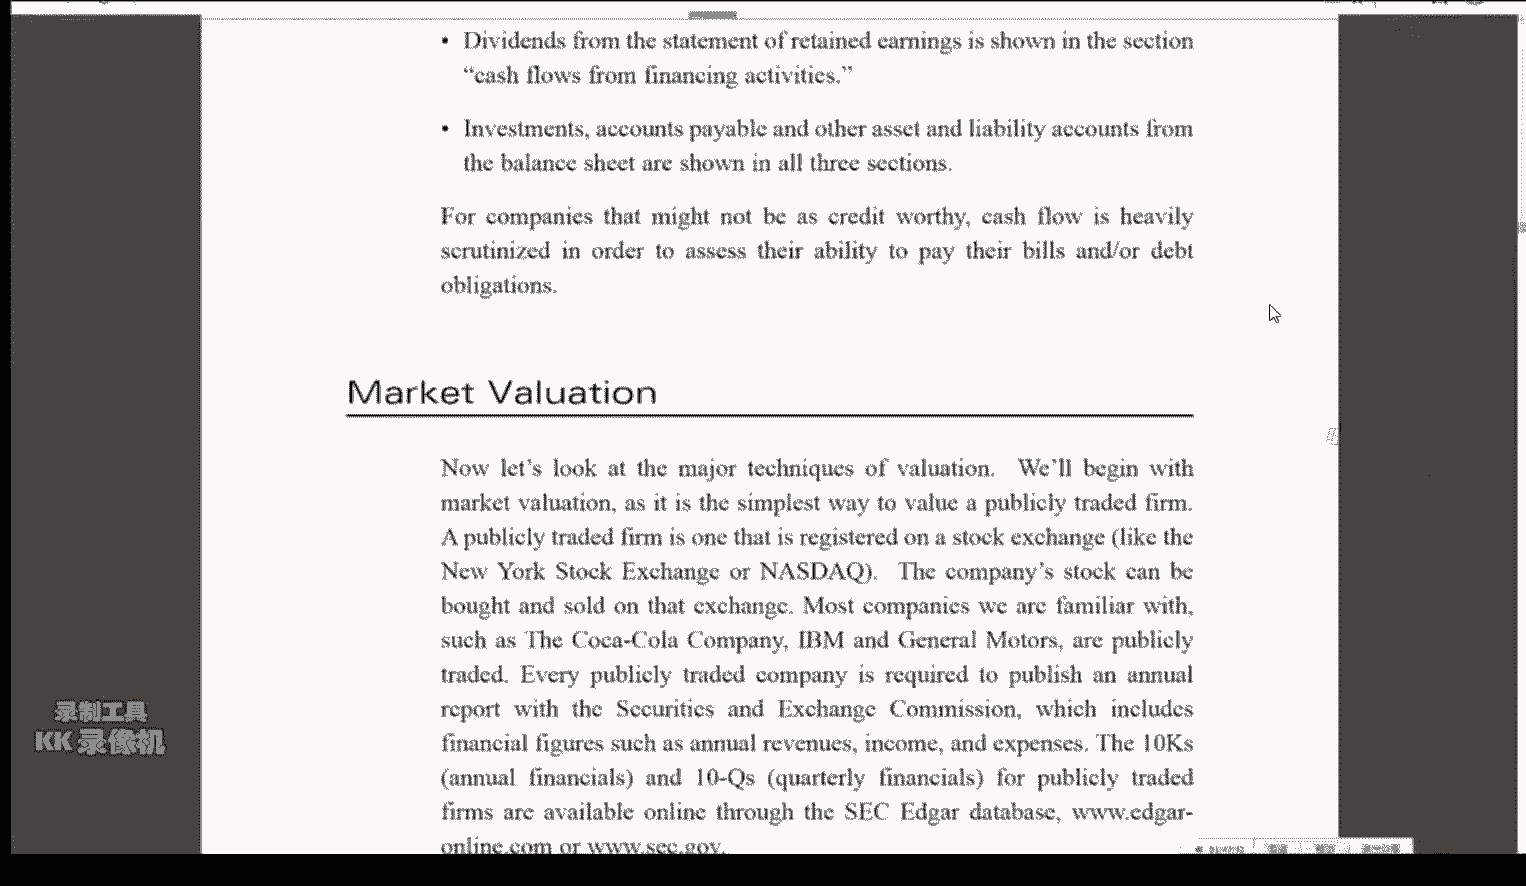 • Dividends from the statement of retained earnings is shown in the section
“cash flows from financing activities.”
• Investments, accounts payable and other asset and liability accounts from
the balance sheet are shown in all three sections.
For companies that might not be as credit worthy, cash flow is heavily
scrutinized in order to assess their ability to pay their bills and/or debt
obligations.
Market Valuation
Now let’s look at the major techniques of valuation. We’ll begin with
market valuation, as it is the simplest way to value a publicly traded firm.
A publicly traded firm is one that is registered on a stock exchange (like the
New York Stock Exchange or NASDAQ). The company’s stock can be
bought and sold on that exchange. Most companies we are familiar with,
such as The Coca-Cola Company, IBM and General Motors, are publicly
traded. Every publicly traded company is required to publish an annual
report with the Securities and Exchange Commission, which includes
financial figures such as annual revenues, income, and expenses. The 10Ks
(annual financials) and 10-Qs (quarterly financials) for publicly traded
firms are available online through the SEC Edgar database, www.edgar-
online.com or www.sec.gov.
录制工具
KK 录像机